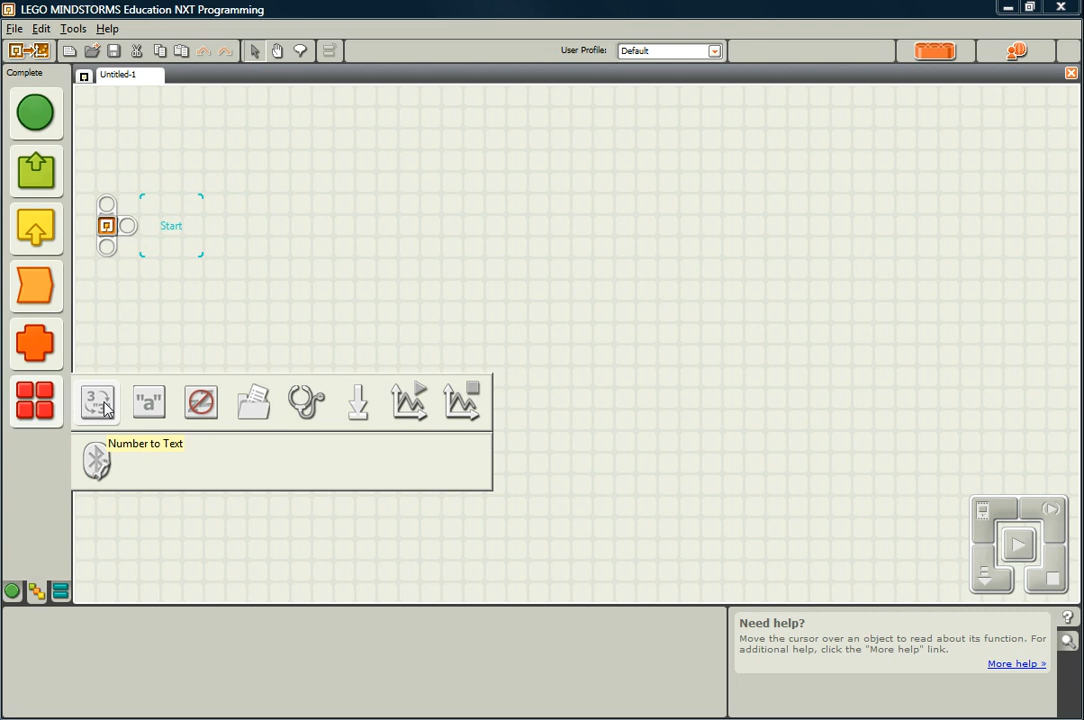 LEGO MINDSTORMS Education NXT Programming
File Edit Tools Help
User Profile: Default
Complete
Untitled-1
Start
3
"3"
"a"
Number to Text
Need help?
Move the cursor over an object to read about its function. For
additional help, click the "More help" link.
More help »
?